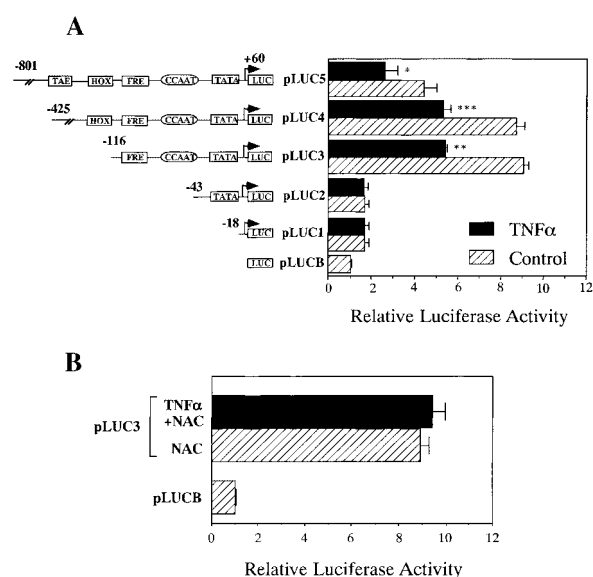 A
-801
+60
TAE HOX FRE CCAAT TATA LUC pLUC5
*
-425
HOX FRE CCAAT TATA LUC pLUC4
***
-116
FRE CCAAT TATA LUC pLUC3
**
-43
TATA LUC pLUC2
-18
LUC pLUC1
LUC pLUCB
TNFα
Control
0 2 4 6 8 10 12
Relative Luciferase Activity
B
pLUC3
TNFα
+NAC
NAC
pLUCB
0 2 4 6 8 10 12
Relative Luciferase Activity